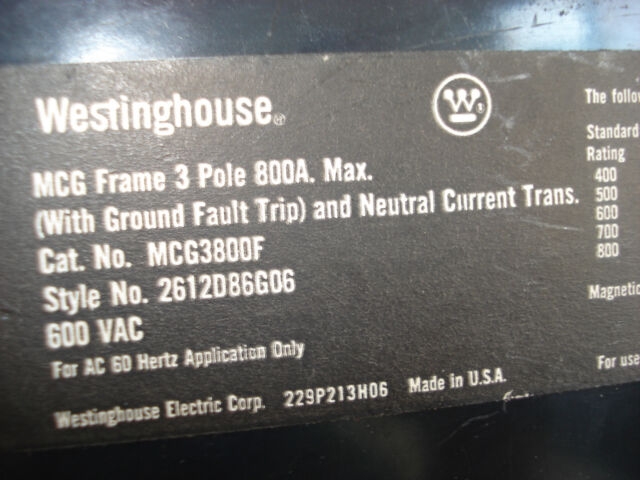 Westinghouse®
W
MCG Frame 3 Pole 800A. Max.
(With Ground Fault Trip) and Neutral Current Trans.
Cat. No. MCG3800F
Style No. 2612D86G06
600 VAC
For AC 60 Hertz Application Only
Westinghouse Electric Corp. 229P213H06 Made in U.S.A.
The follo
Standard
Rating
400
500
600
700
800
Magnetic
For use